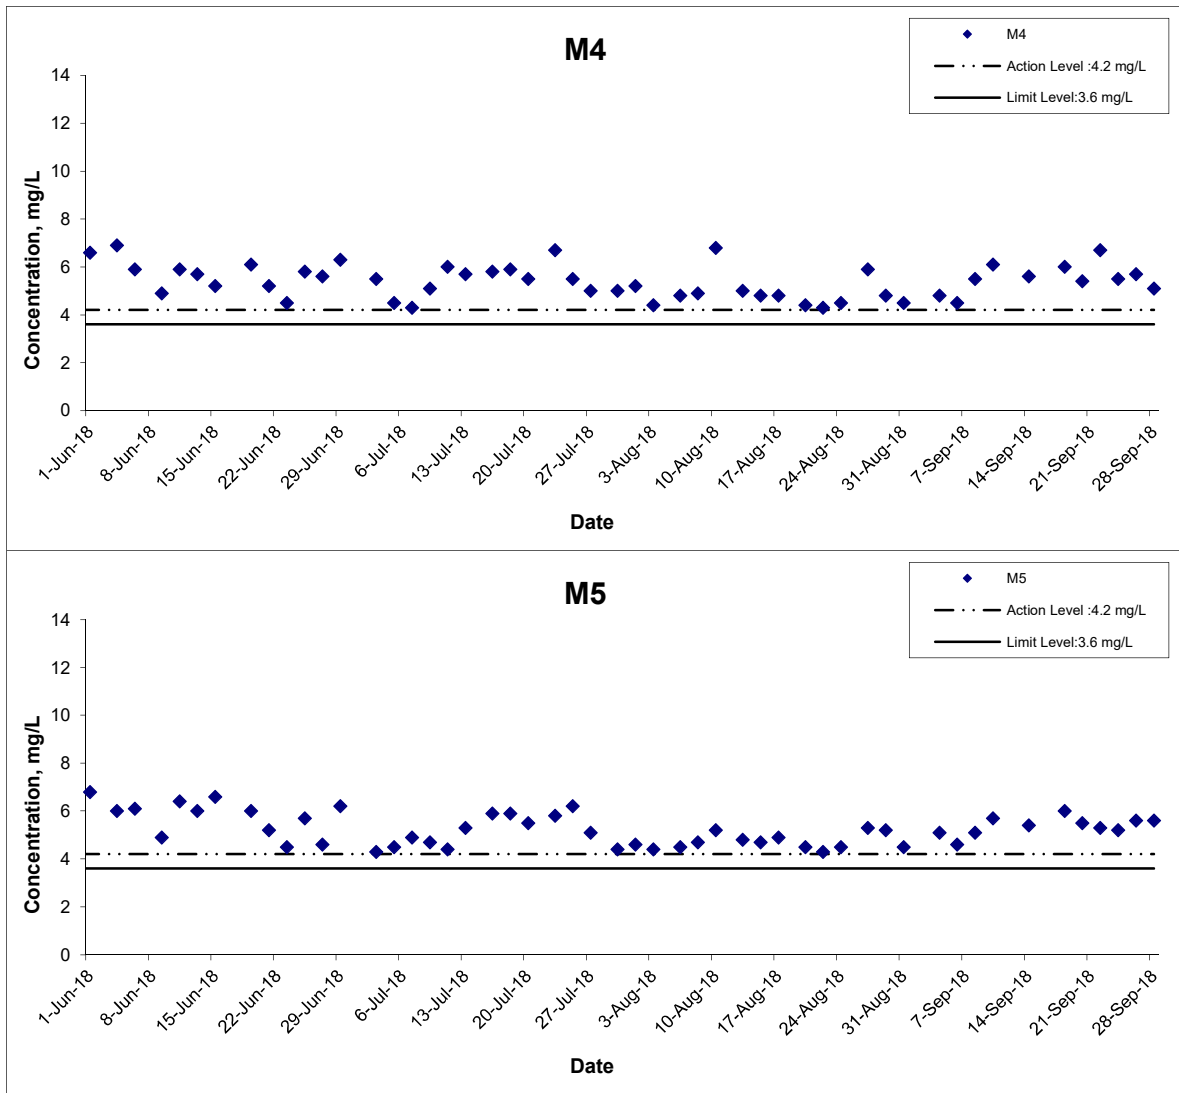 M4
M4
Action Level :4.2 mg/L
Limit Level:3.6 mg/L
Concentration, mg/L
14
12
10
8
6
4
2
0
1-Jun-18
8-Jun-18
15-Jun-18
22-Jun-18
29-Jun-18
6-Jul-18
13-Jul-18
20-Jul-18
27-Jul-18
3-Aug-18
10-Aug-18
17-Aug-18
24-Aug-18
31-Aug-18
7-Sep-18
14-Sep-18
21-Sep-18
28-Sep-18
Date
M5
M5
Action Level :4.2 mg/L
Limit Level:3.6 mg/L
Concentration, mg/L
14
12
10
8
6
4
2
0
1-Jun-18
8-Jun-18
15-Jun-18
22-Jun-18
29-Jun-18
6-Jul-18
13-Jul-18
20-Jul-18
27-Jul-18
3-Aug-18
10-Aug-18
17-Aug-18
24-Aug-18
31-Aug-18
7-Sep-18
14-Sep-18
21-Sep-18
28-Sep-18
Date